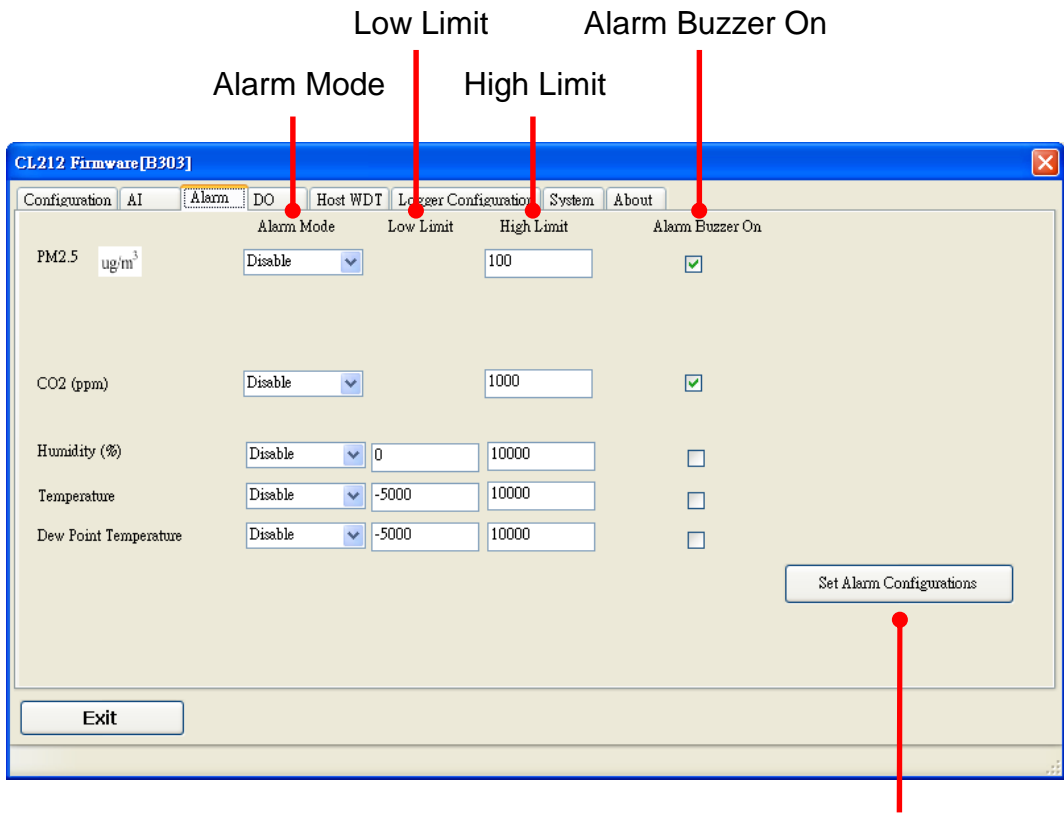 Low Limit Alarm Buzzer On
Alarm Mode High Limit
CL212 Firmware[B303]
Configuration AI Alarm DO Host WDT Logger Configuration System About
Alarm Mode Low Limit High Limit Alarm Buzzer On
PM2.5 ug/m³ Disable 100
CO2 (ppm) Disable 1000
Humidity (%) Disable 0 10000
Temperature Disable -5000 10000
Dew Point Temperature Disable -5000 10000
Set Alarm Configurations
Exit